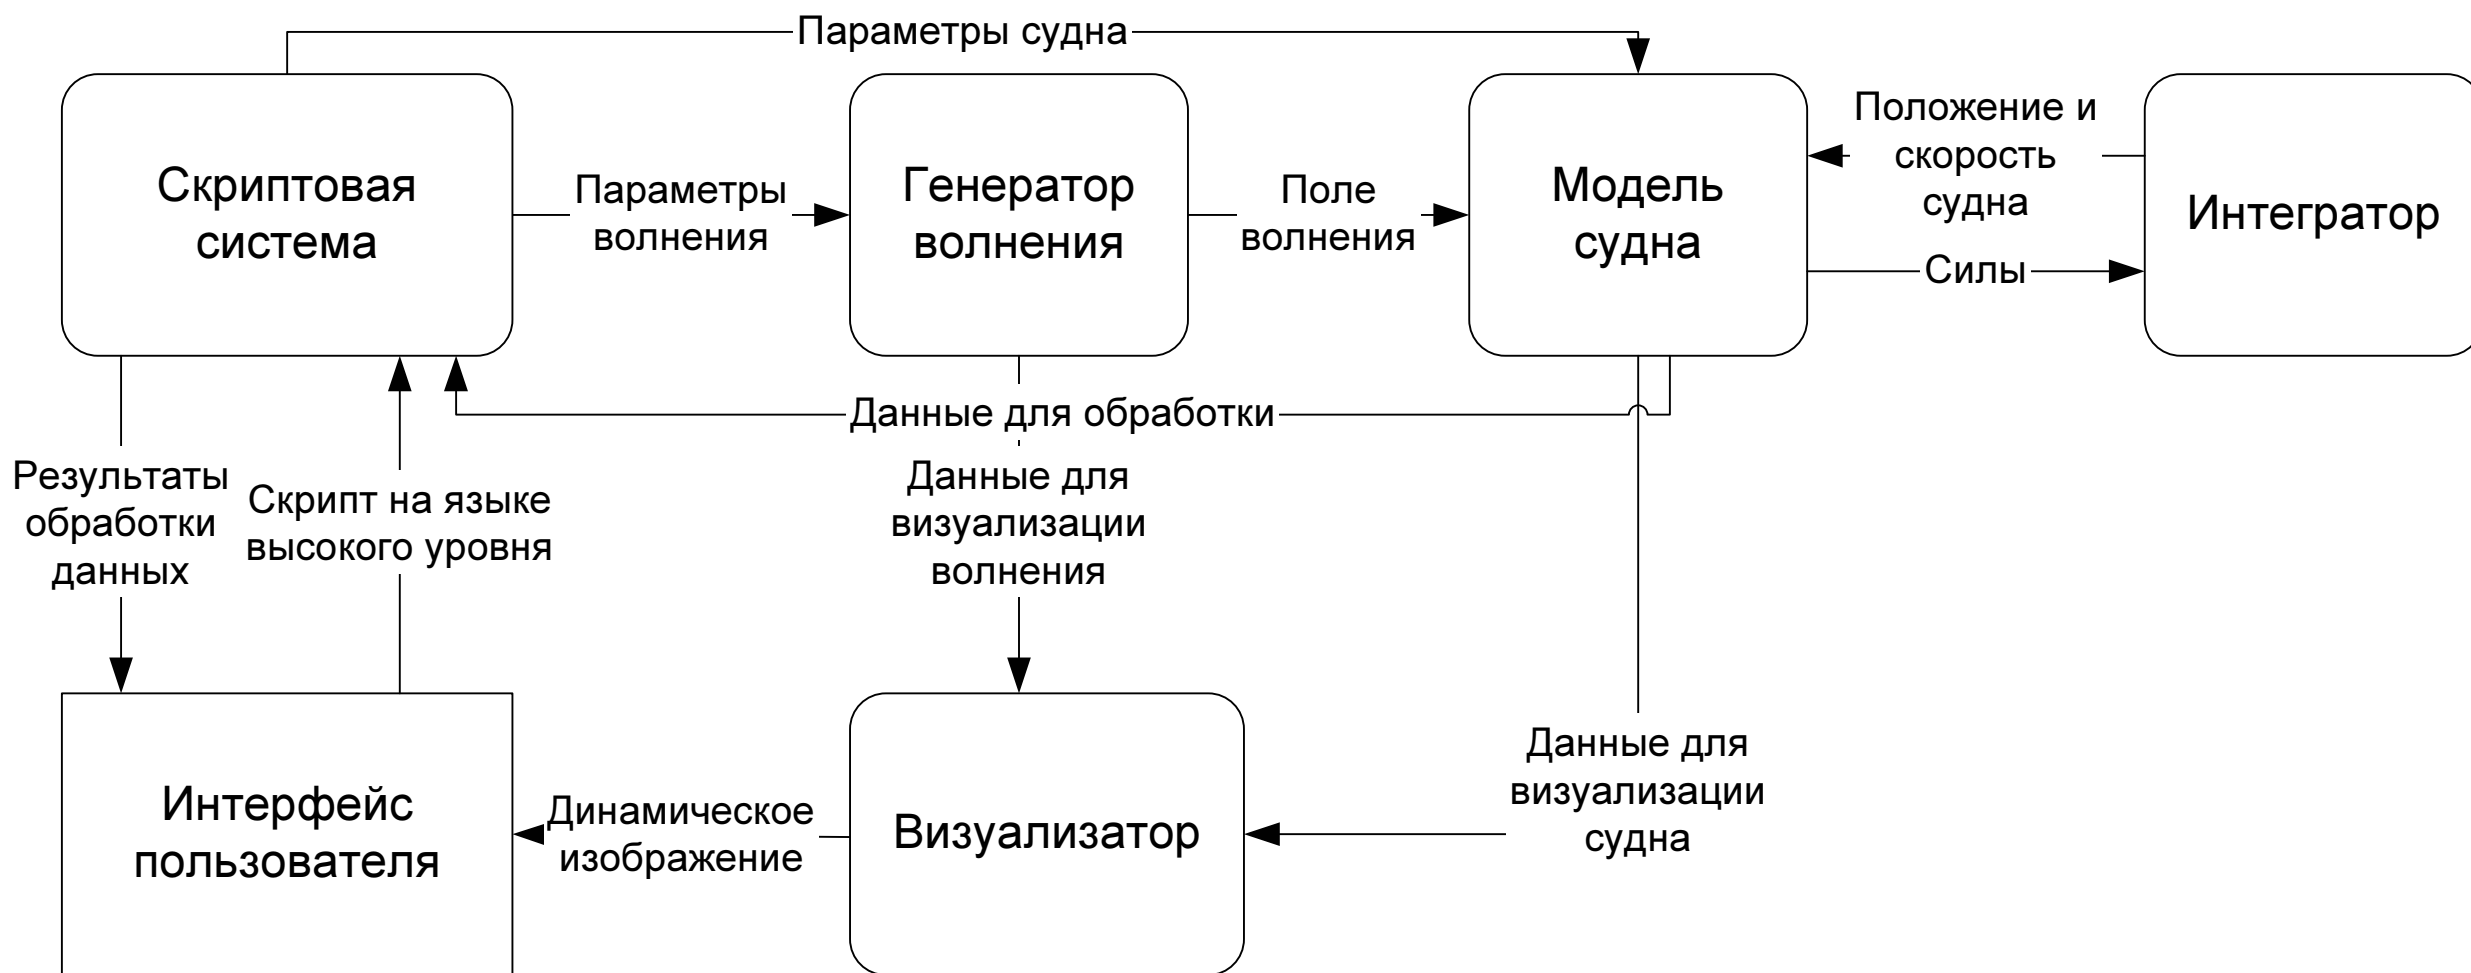 Параметры судна
Скриптовая
система
Параметры
волнения
Генератор
волнения
Поле
волнения
Модель
судна
Положение и
скорость
судна
Силы
Интегратор
Данные для обработки
Результаты
обработки
данных
Скрипт на языке
высокого уровня
Данные для
визуализации
волнения
Интерфейс
пользователя
Динамическое
изображение
Визуализатор
Данные для
визуализации
судна